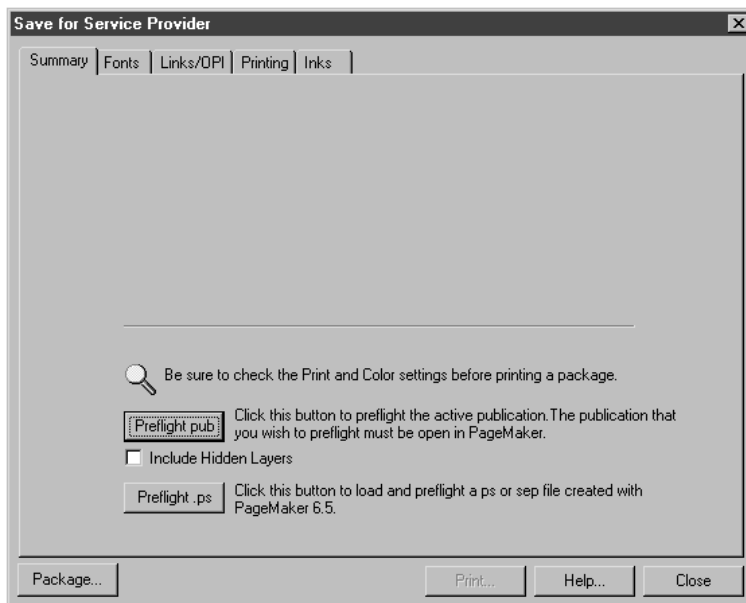 Save for Service Provider
Summary Fonts Links/OPI Printing Inks
Be sure to check the Print and Color settings before printing a package.
Preflight pub
Click this button to preflight the active publication.The publication that
you wish to preflight must be open in PageMaker.
Include Hidden Layers
Preflight .ps
Click this button to load and preflight a ps or sep file created with
PageMaker 6.5.
Package... Print... Help... Close